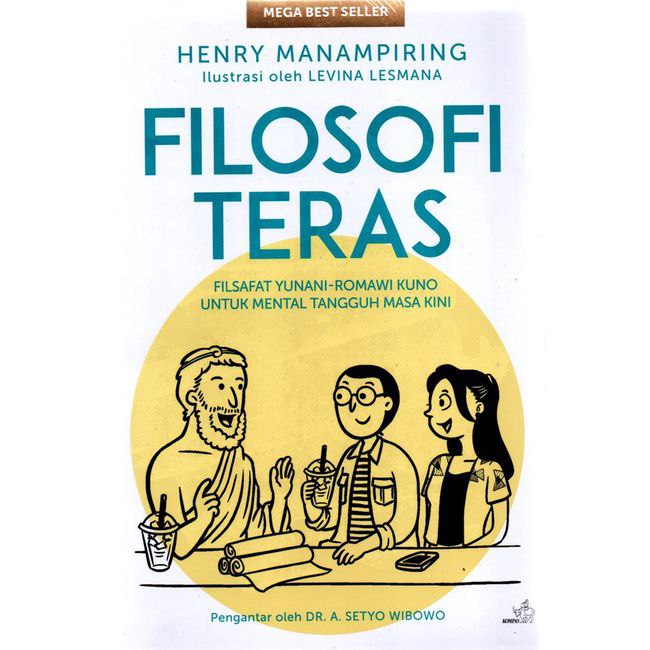 MEGA BEST SELLER
HENRY MANAMPIRING
Ilustrasi oleh LEVINA LESMANA
FILOSOFI
TERAS
FILSAFAT YUNANI-ROMAWI KUNO
UNTUK MENTAL TANGGUH MASA KINI
Pengantar oleh DR. A. SETYO WIBOWO
KOMPAS